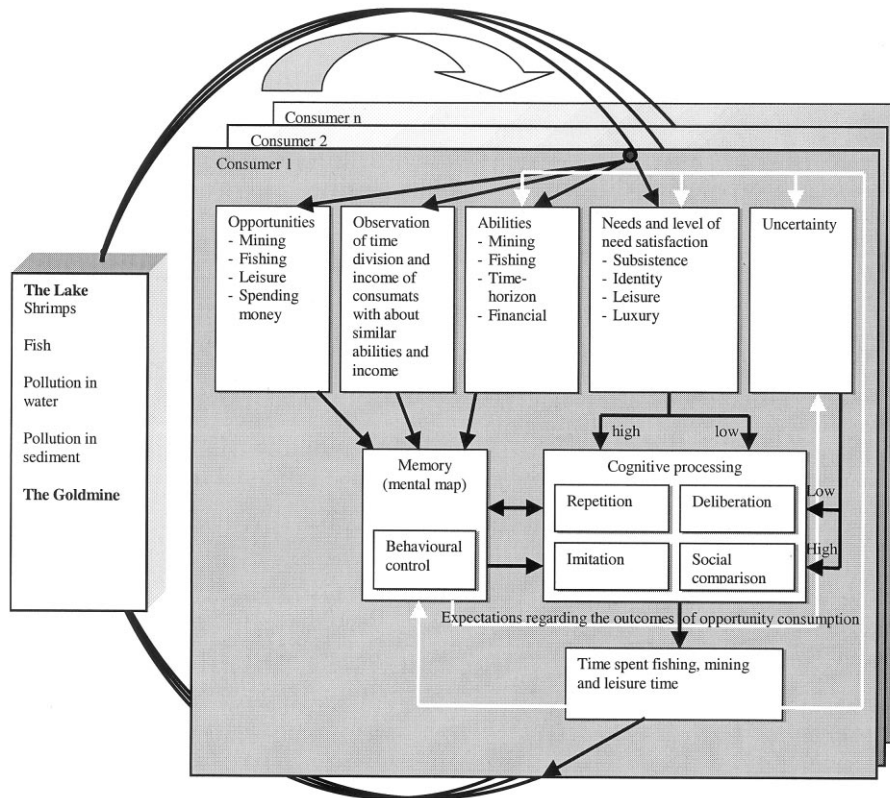 Consumer n
Consumer 2
Consumer 1
Opportunities
- Mining
- Fishing
- Leisure
- Spending
money
Observation
of time
division and
income of
consumats
with about
similar
abilities and
income
Abilities
- Mining
- Fishing
- Time-
horizon
- Financial
Needs and level of
need satisfaction
- Subsistence
- Identity
- Leisure
- Luxury
Uncertainty
The Lake
Shrimps
Fish
Pollution in
water
Pollution in
sediment
The Goldmine
high
low
Memory
(mental map)
Behavioural
control
Cognitive processing
Repetition
Deliberation
Imitation
Social
comparison
Low
High
Expectations regarding the outcomes of opportunity consumption
Time spent fishing, mining
and leisure time